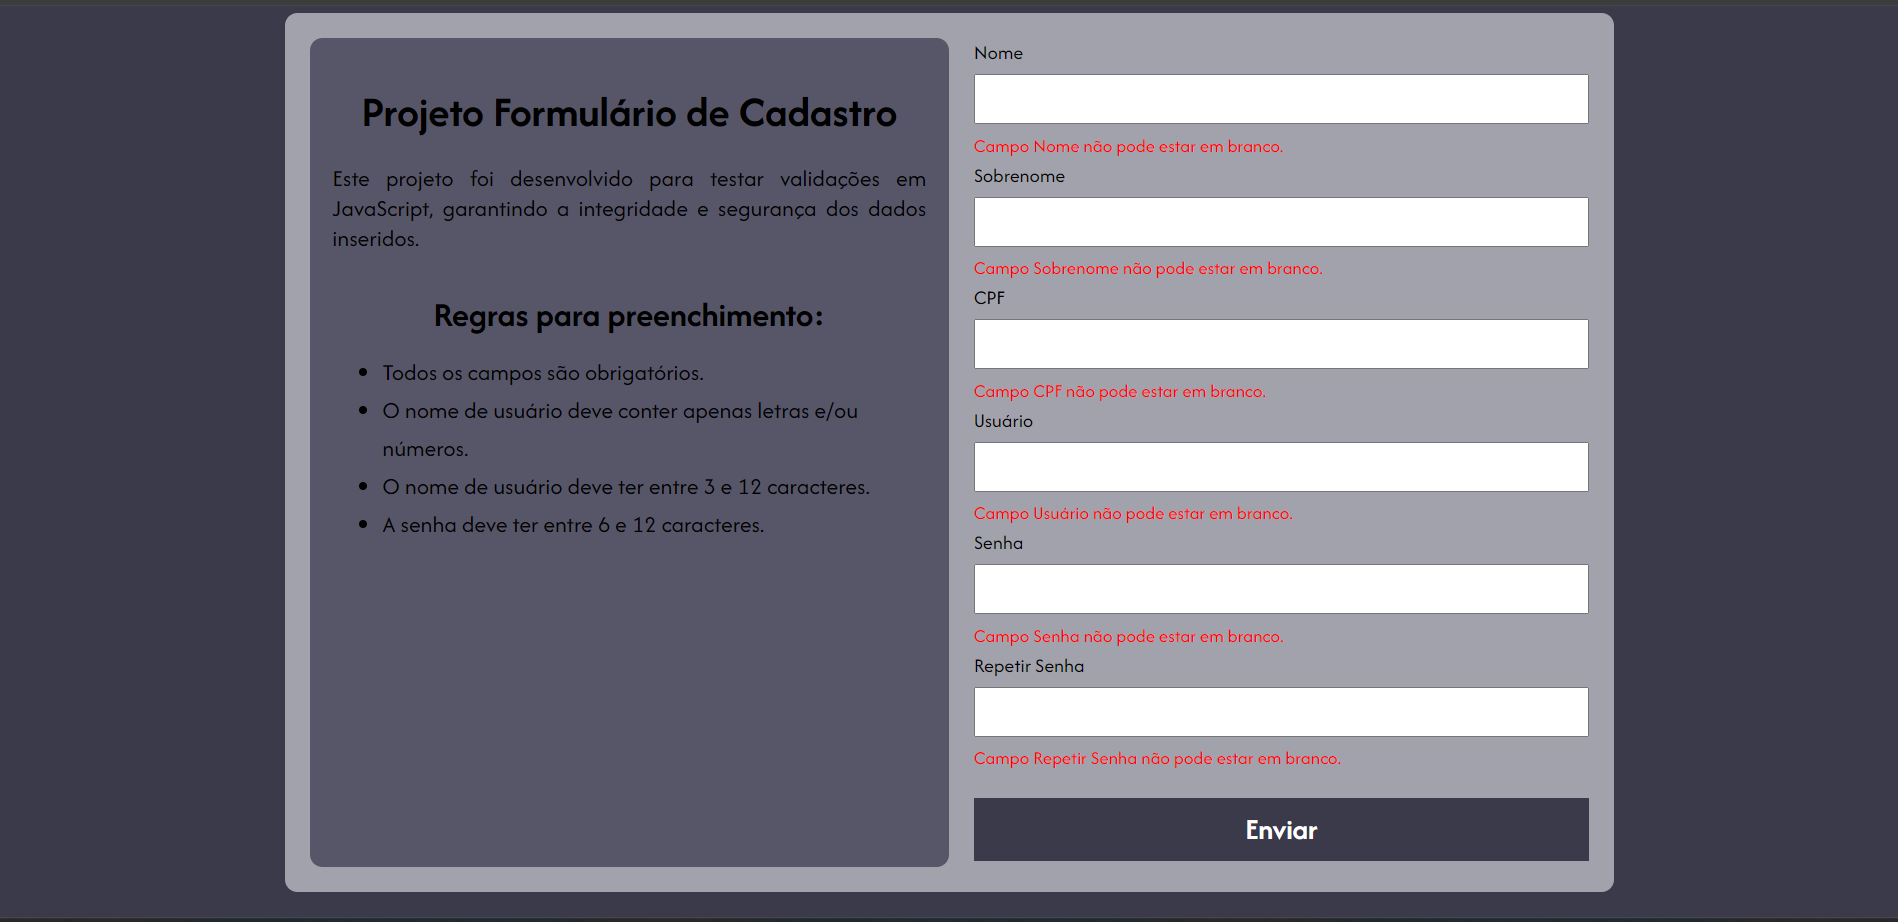 Projeto Formulário de Cadastro
Este projeto foi desenvolvido para testar validações em
JavaScript, garantindo a integridade e segurança dos dados
inseridos.
Regras para preenchimento:
Todos os campos são obrigatórios.
O nome de usuário deve conter apenas letras e/ou
números.
O nome de usuário deve ter entre 3 e 12 caracteres.
A senha deve ter entre 6 e 12 caracteres.
Nome
Campo Nome não pode estar em branco.
Sobrenome
Campo Sobrenome não pode estar em branco.
CPF
Campo CPF não pode estar em branco.
Usuário
Campo Usuário não pode estar em branco.
Senha
Campo Senha não pode estar em branco.
Repetir Senha
Campo Repetir Senha não pode estar em branco.
Enviar